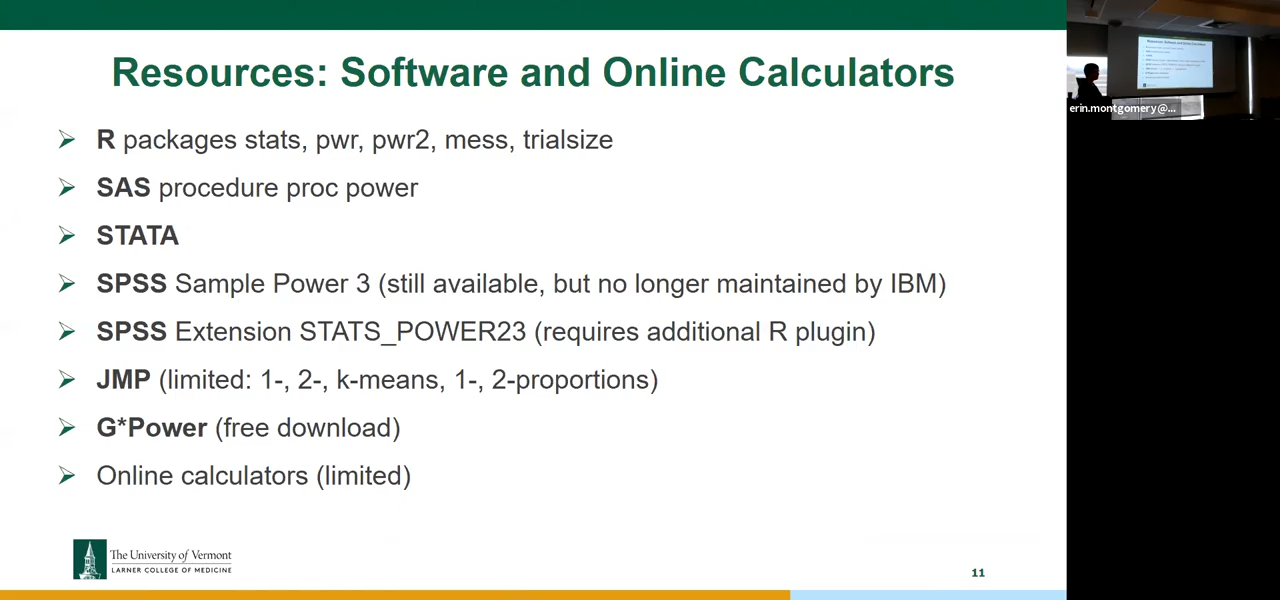 Resources: Software and Online Calculators
➢ R packages stats, pwr, pwr2, mess, trialsize
➢ SAS procedure proc power
➢ STATA
➢ SPSS Sample Power 3 (still available, but no longer maintained by IBM)
➢ SPSS Extension STATS_POWER23 (requires additional R plugin)
➢ JMP (limited: 1-, 2-, k-means, 1-, 2-proportions)
➢ G*Power (free download)
➢ Online calculators (limited)
The University of Vermont
LARNER COLLEGE OF MEDICINE
11
erin.montgomery@...